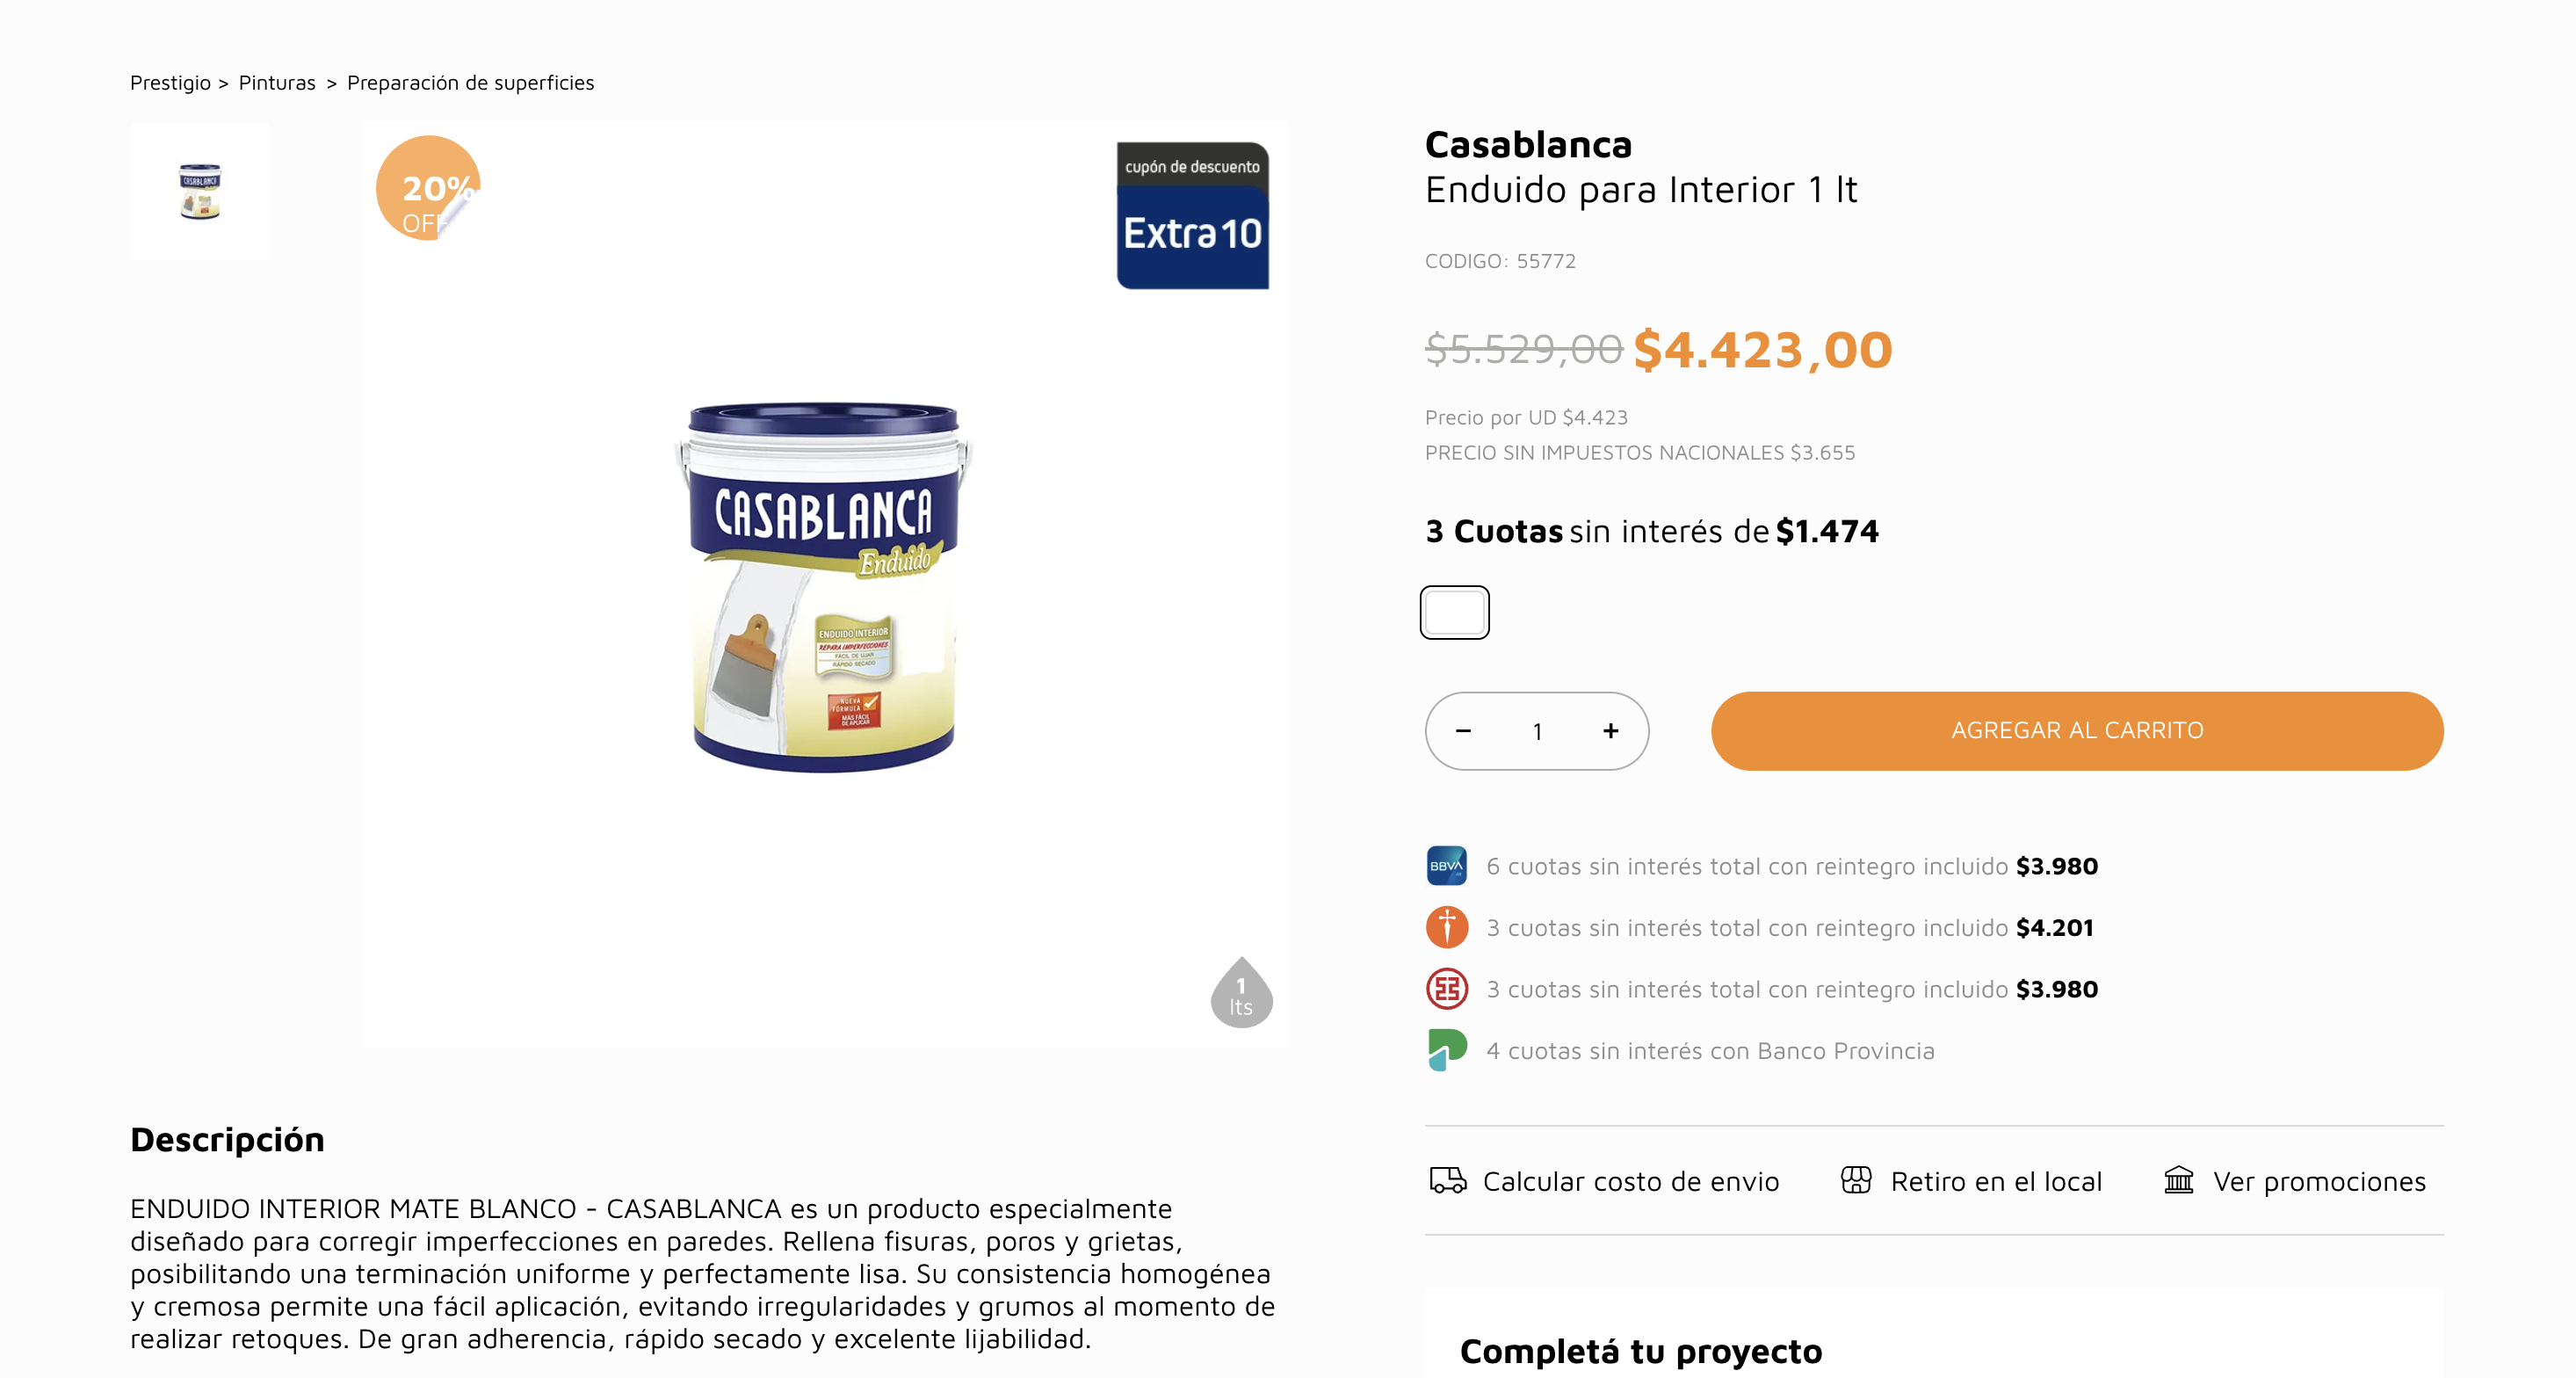 Prestigio > Pinturas > Preparación de superficies
20%
OFF
cupón de descuento
Extra10
CASABLANCA
Enduido
ENDUIDO INTERIOR
REPARA IMPERFECCIONES
FÁCIL DE LIJAR
RÁPIDO SECADO
NUEVA
FÓRMULA
MÁS FÁCIL
DE APLICAR
1
lts
Casablanca
Enduido para Interior 1 lt
CODIGO: 55772
$5.529,00 $4.423,00
Precio por UD $4.423
PRECIO SIN IMPUESTOS NACIONALES $3.655
3 Cuotas sin interés de $1.474
− 1 +
AGREGAR AL CARRITO
BBVA 6 cuotas sin interés total con reintegro incluido $3.980
3 cuotas sin interés total con reintegro incluido $4.201
3 cuotas sin interés total con reintegro incluido $3.980
4 cuotas sin interés con Banco Provincia
Calcular costo de envio Retiro en el local Ver promociones
Completá tu proyecto
Descripción
ENDUIDO INTERIOR MATE BLANCO - CASABLANCA es un producto especialmente
diseñado para corregir imperfecciones en paredes. Rellena fisuras, poros y grietas,
posibilitando una terminación uniforme y perfectamente lisa. Su consistencia homogénea
y cremosa permite una fácil aplicación, evitando irregularidades y grumos al momento de
realizar retoques. De gran adherencia, rápido secado y excelente lijabilidad.